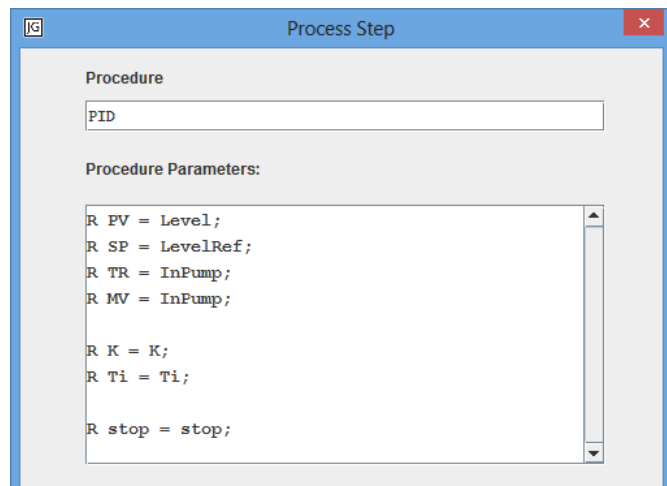 JG
Process Step
Procedure
PID
Procedure Parameters:
R PV = Level;
R SP = LevelRef;
R TR = InPump;
R MV = InPump;
R K = K;
R Ti = Ti;
R stop = stop;